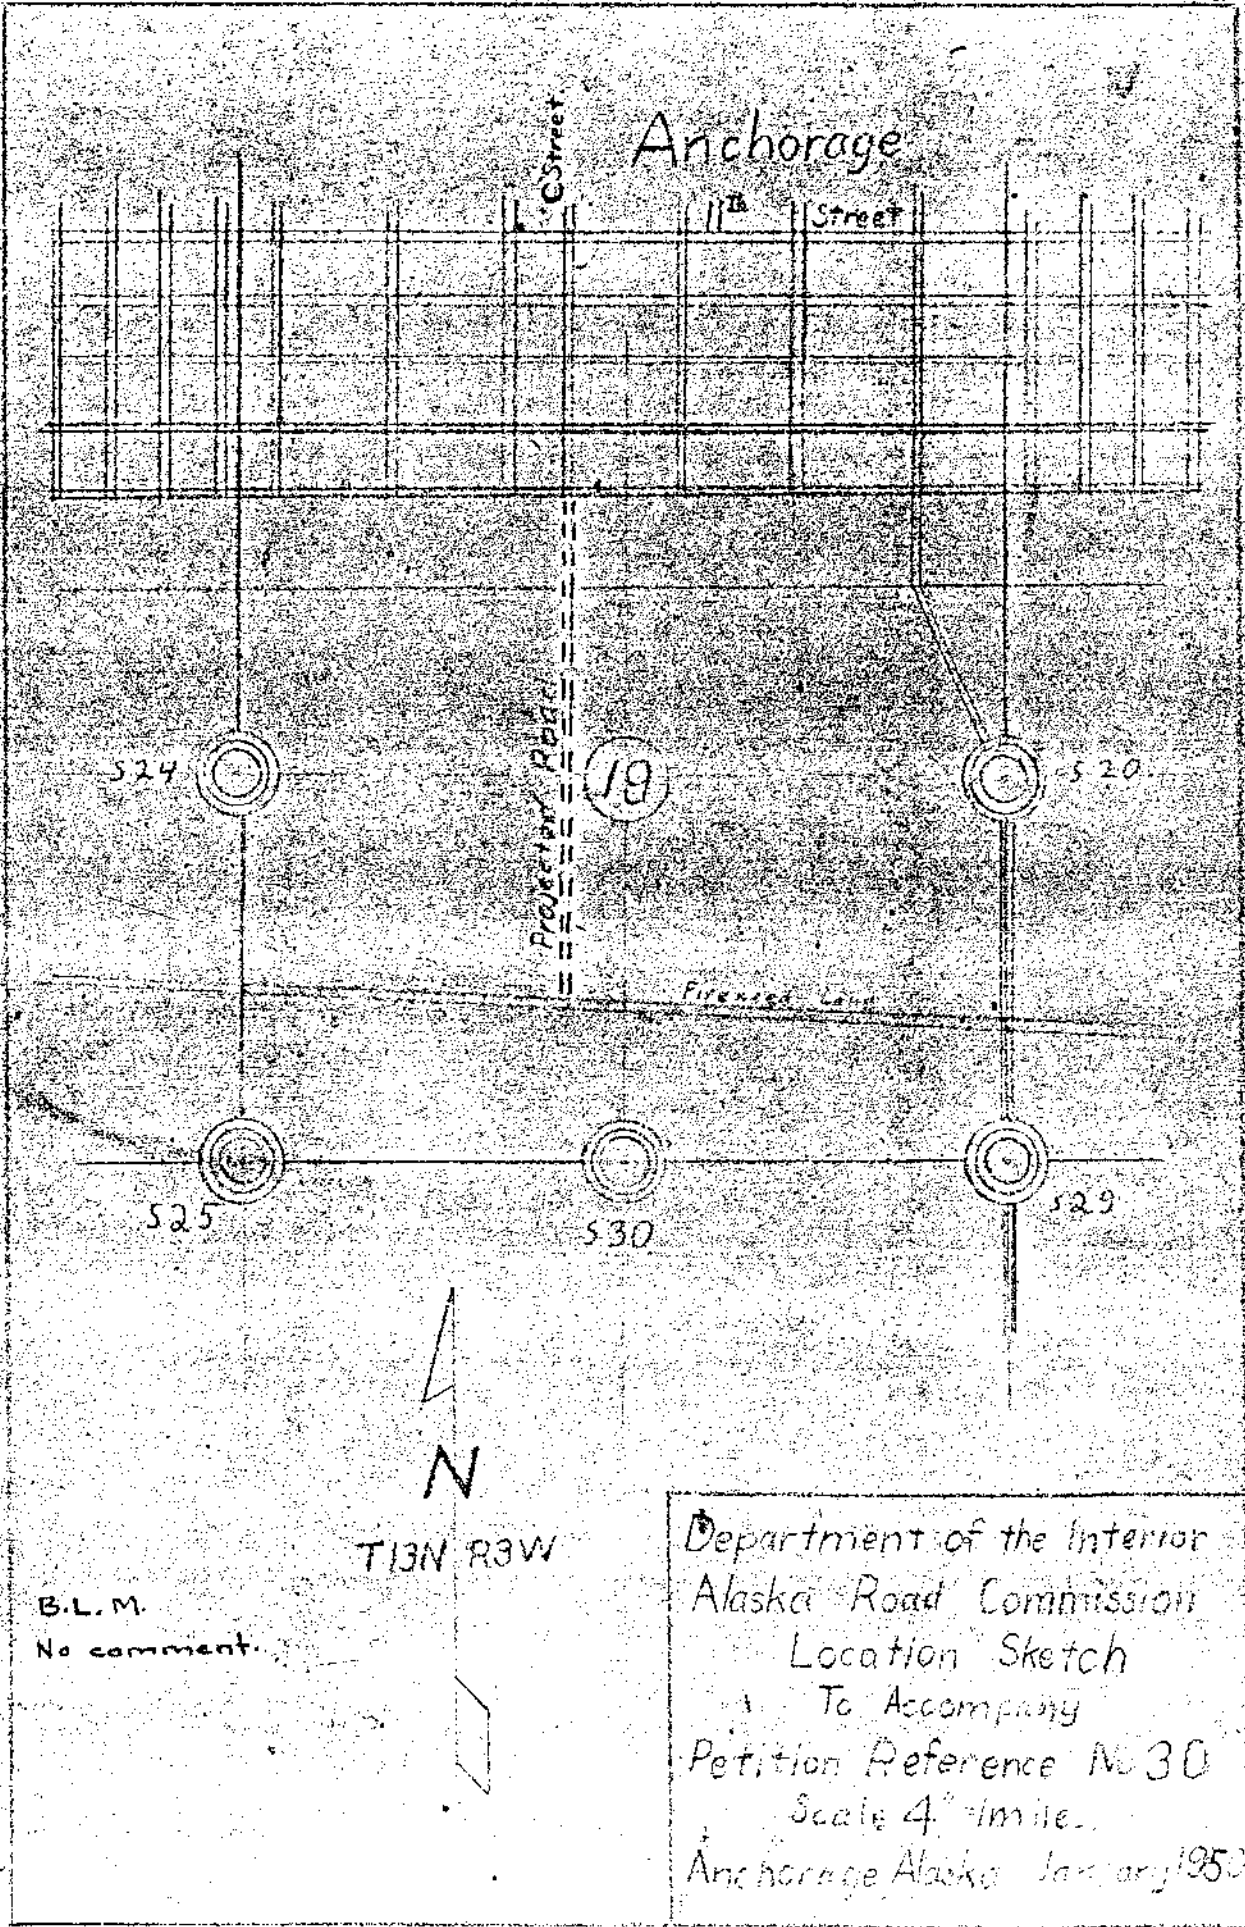 Anchorage
C Street
11th Street
Projected Road
S24
19
S20
Fireweed Lane
S25
S30
S29
N
T13N R3W
B.L.M.
No comment.
Department of the Interior
Alaska Road Commission
Location Sketch
To Accompany
Petition Reference No 30
Scale 4" = 1 mile
Anchorage Alaska January